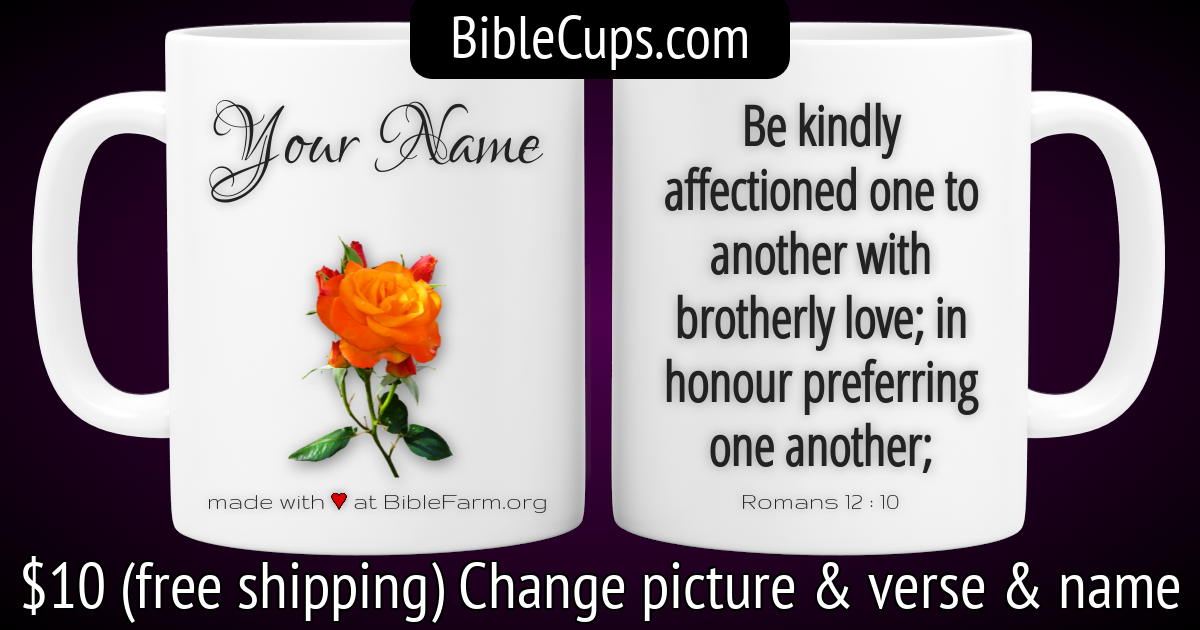 BibleCups.com
Your Name
made with ♥ at BibleFarm.org
Be kindly
affectioned one to
another with
brotherly love; in
honour preferring
one another;
Romans 12 : 10
$10 (free shipping) Change picture & verse & name